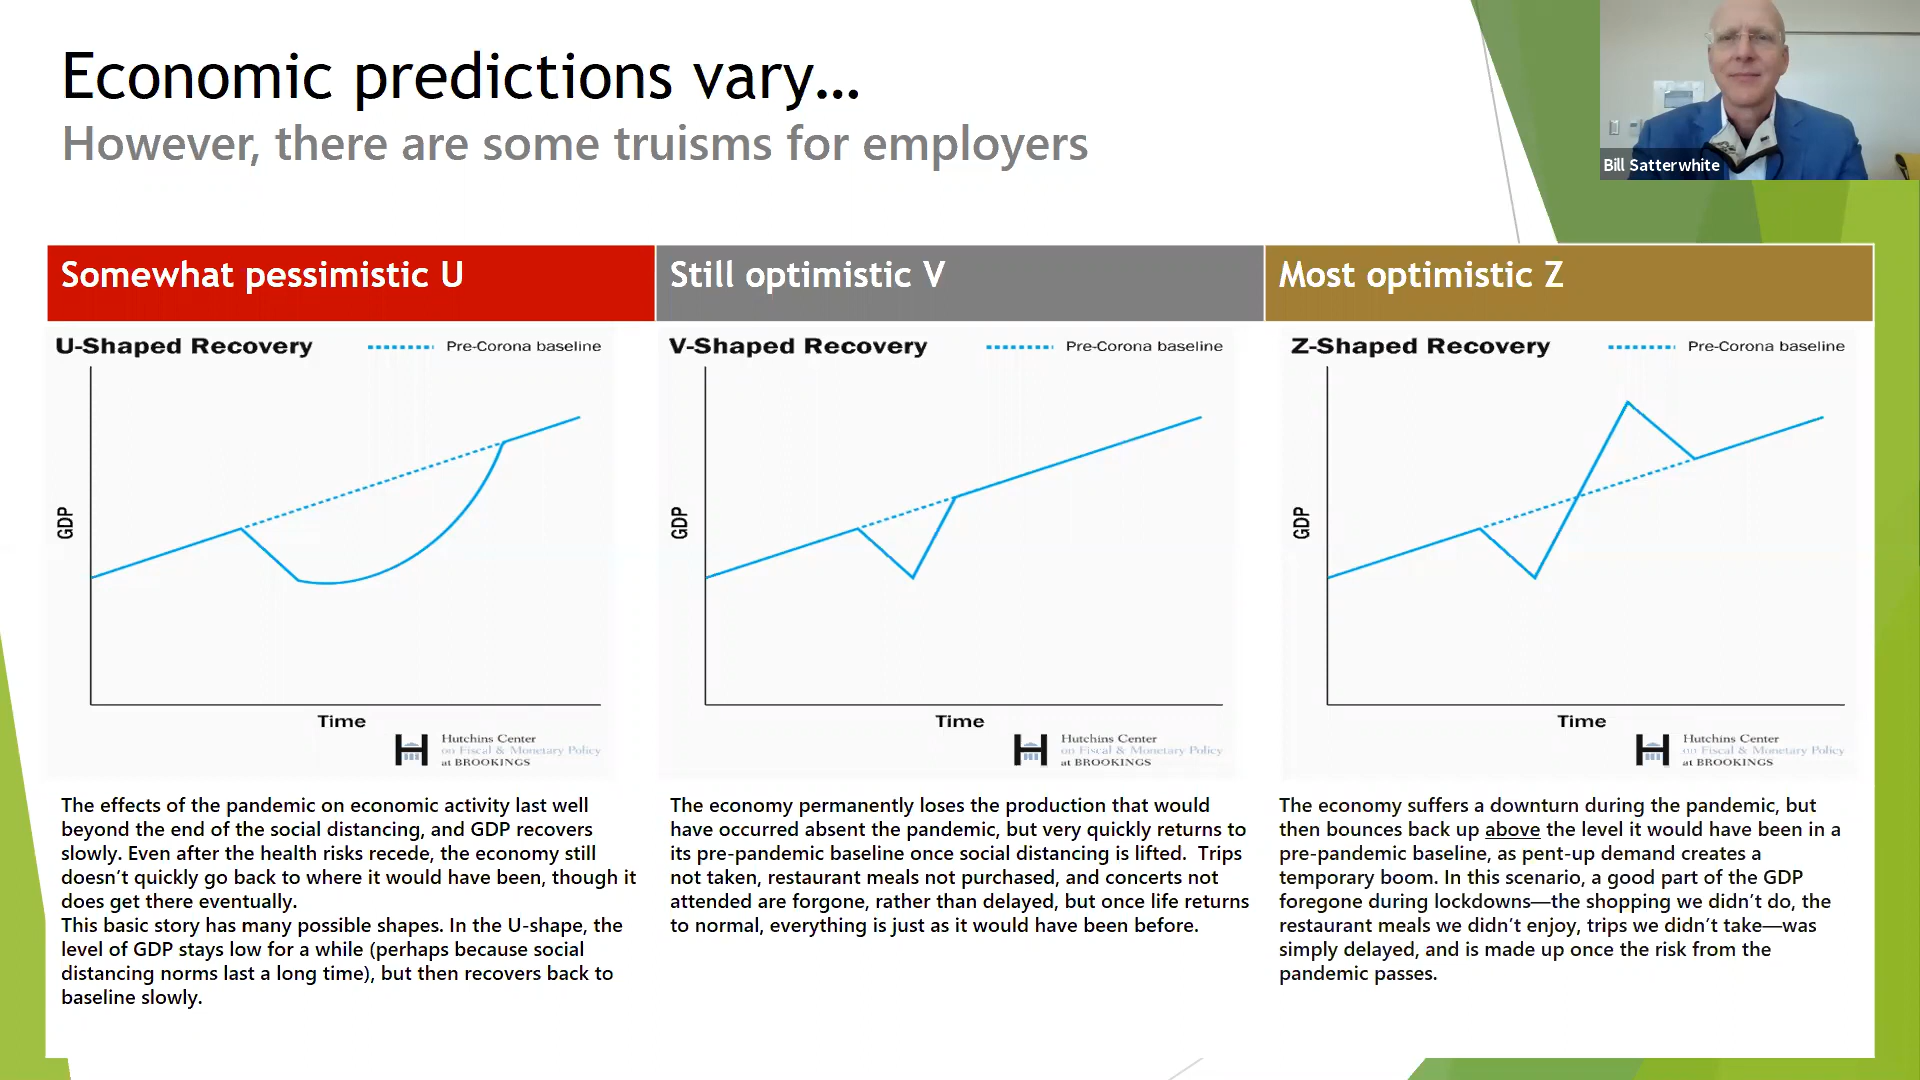 Economic predictions vary...
However, there are some truisms for employers
Bill Satterwhite
Somewhat pessimistic U
Still optimistic V
Most optimistic Z
U-Shaped Recovery
Pre-Corona baseline
GDP
Time
Hutchins Center
on Fiscal & Monetary Policy
at BROOKINGS
V-Shaped Recovery
Pre-Corona baseline
GDP
Time
Hutchins Center
on Fiscal & Monetary Policy
at BROOKINGS
Z-Shaped Recovery
Pre-Corona baseline
GDP
Time
Hutchins Center
on Fiscal & Monetary Policy
at BROOKINGS
The effects of the pandemic on economic activity last well
beyond the end of the social distancing, and GDP recovers
slowly. Even after the health risks recede, the economy still
doesn't quickly go back to where it would have been, though it
does get there eventually.
This basic story has many possible shapes. In the U-shape, the
level of GDP stays low for a while (perhaps because social
distancing norms last a long time), but then recovers back to
baseline slowly.
The economy permanently loses the production that would
have occurred absent the pandemic, but very quickly returns to
its pre-pandemic baseline once social distancing is lifted.  Trips
not taken, restaurant meals not purchased, and concerts not
attended are forgone, rather than delayed, but once life returns
to normal, everything is just as it would have been before.
The economy suffers a downturn during the pandemic, but
then bounces back up above the level it would have been in a
pre-pandemic baseline, as pent-up demand creates a
temporary boom. In this scenario, a good part of the GDP
foregone during lockdowns—the shopping we didn't do, the
restaurant meals we didn't enjoy, trips we didn't take—was
simply delayed, and is made up once the risk from the
pandemic passes.